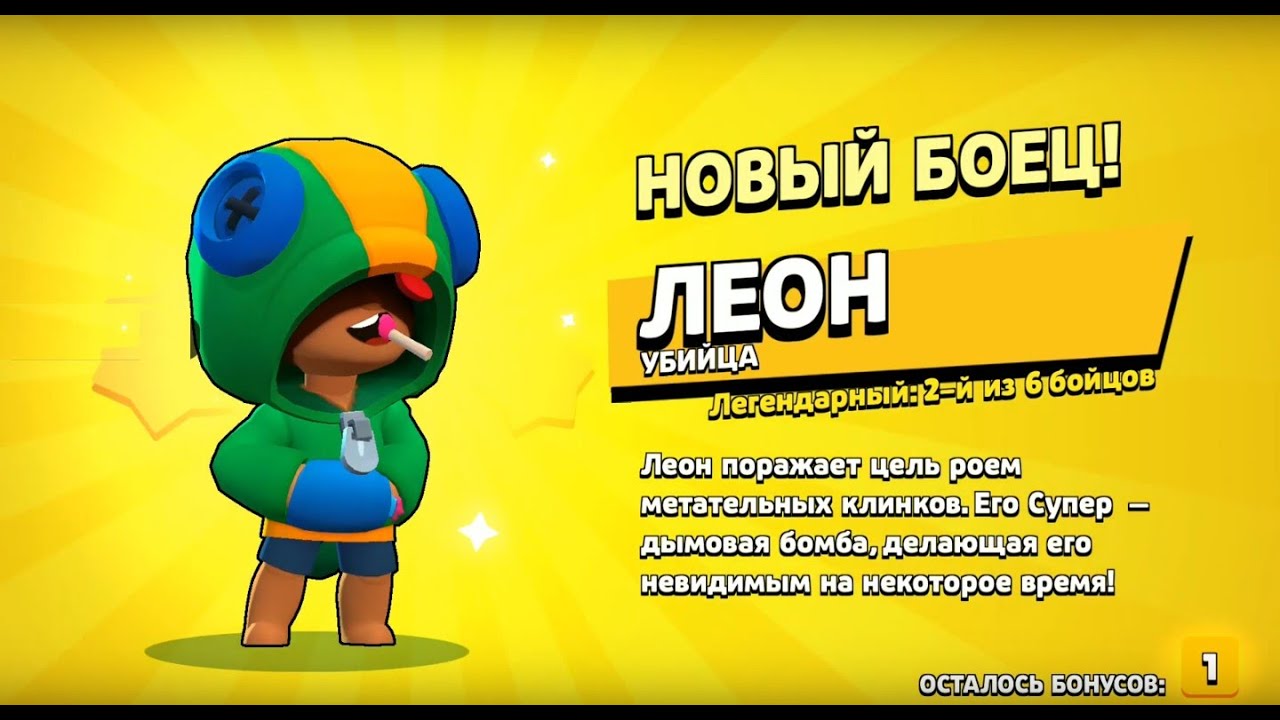 НОВЫЙ БОЕЦ!
ЛЕОН
УБИЙЦА
Легендарный: 2-й из 6 бойцов
Леон поражает цель роем
метательных клинков. Его Супер —
дымовая бомба, делающая его
невидимым на некоторое время!
ОСТАЛОСЬ БОНУСОВ: 1